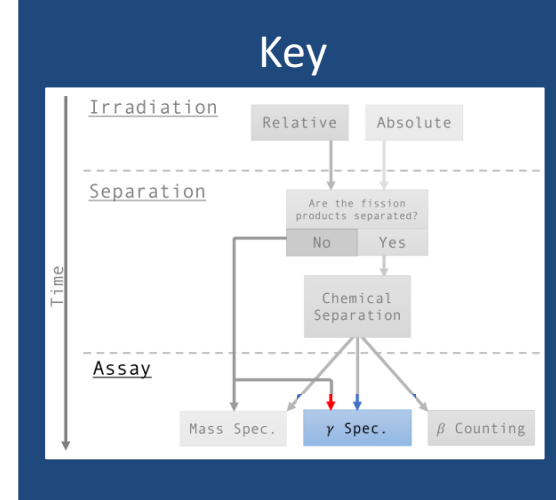 Key
Irradiation
Relative
Absolute
Separation
Are the fission
products separated?
No
Yes
Time
Chemical
Separation
Assay
Mass Spec.
γ Spec.
β Counting